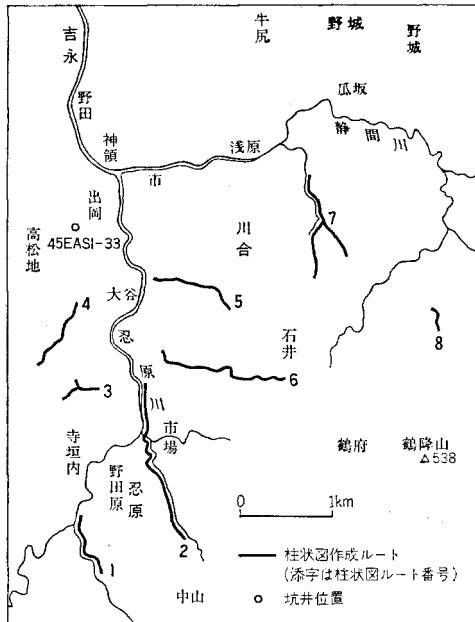 牛尻
野城
野城
吉永
瓜坂
野田
静間川
神領
浅原
市
出岡
川合
高松地
45EASI-33
7
大谷
4
5
8
忍原川
石井
6
3
市場
鶴府
鶴降山
△538
寺垣内
野田原
忍原
0
1km
1
2
中山
柱状図作成ルート
(添字は柱状図ルート番号)
坑井位置